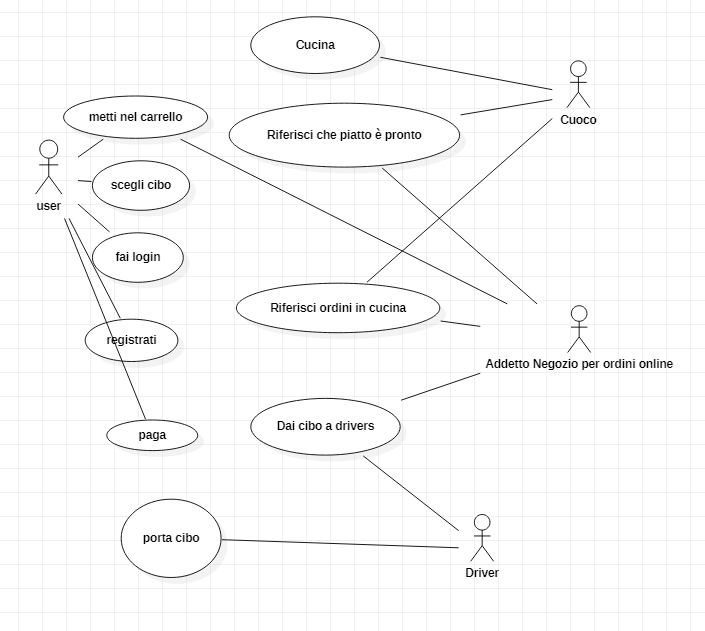 Cucina
metti nel carrello
Riferisci che piatto è pronto
Cuoco
scegli cibo
user
fai login
Riferisci ordini in cucina
registrati
Addetto Negozio per ordini online
Dai cibo a drivers
paga
porta cibo
Driver